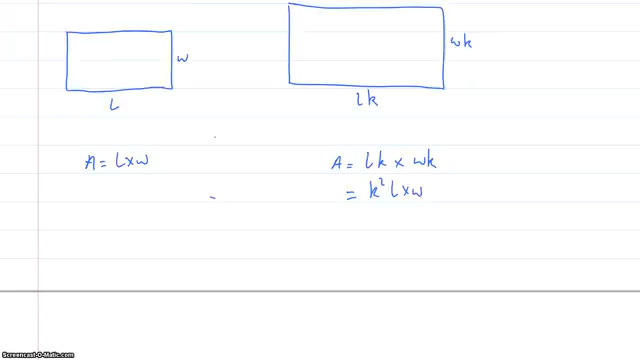 w
wk
l
lk
A = l×w
A = lk × wk
= k² l×w
Screencast-O-Matic.com